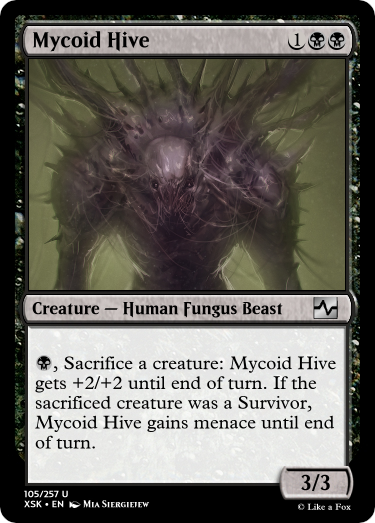 Mycoid Hive 1
Creature — Human Fungus Beast
, Sacrifice a creature: Mycoid Hive
gets +2/+2 until end of turn. If the
sacrificed creature was a Survivor,
Mycoid Hive gains menace until end
of turn.
3/3
105/257 U
XSK • EN Mia Siergiejew
© Like a Fox